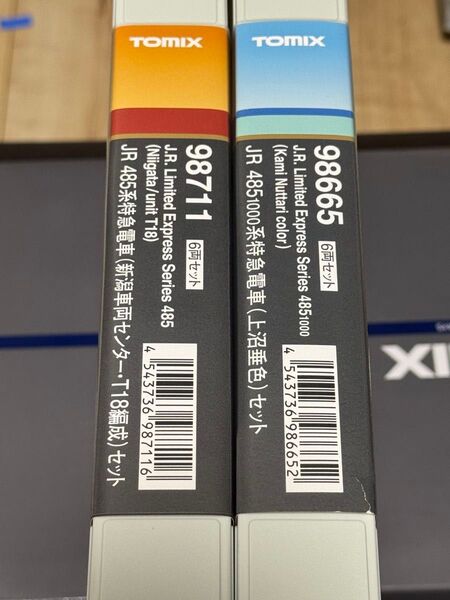 TOMIX
98711
6両セット
J.R. Limited Express Series 485
(Niigata/unit T18)
JR 485系特急電車(新潟車両センター・T18編成)セット
4 543736 987116
TOMIX
98665
6両セット
J.R. Limited Express Series 4851000
(Kami Nuttari color)
JR 4851000系特急電車(上沼垂色)セット
4 543736 986652
IX